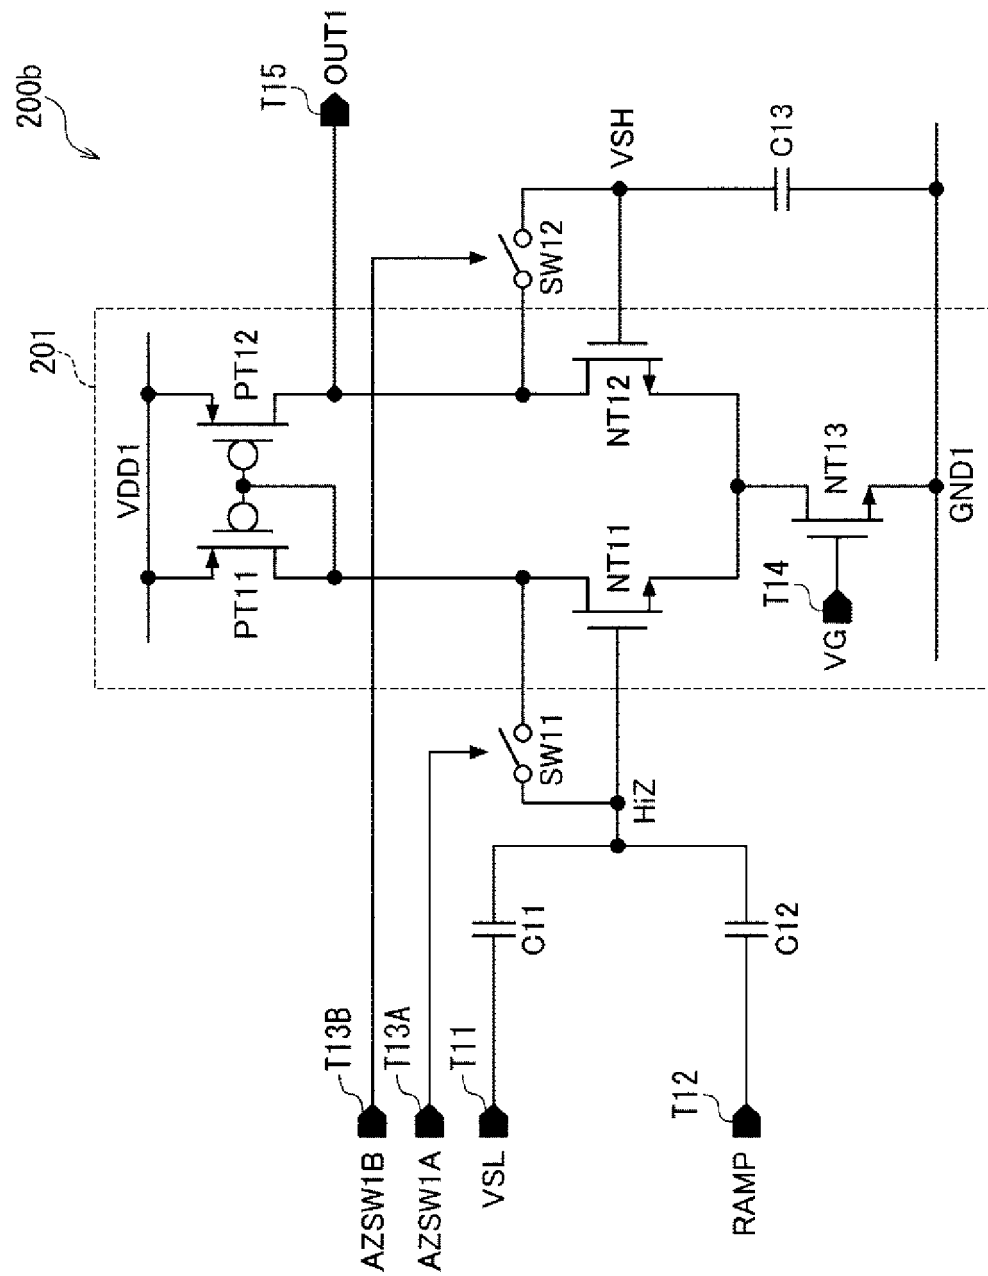 200b
T15
OUT1
201
VDD1
PT11
PT12
SW12
VSH
C13
SW11
NT11
NT12
HiZ
T14
VG
NT13
GND1
T13B
AZSW1B
T13A
AZSW1A
T11
VSL
C11
T12
RAMP
C12